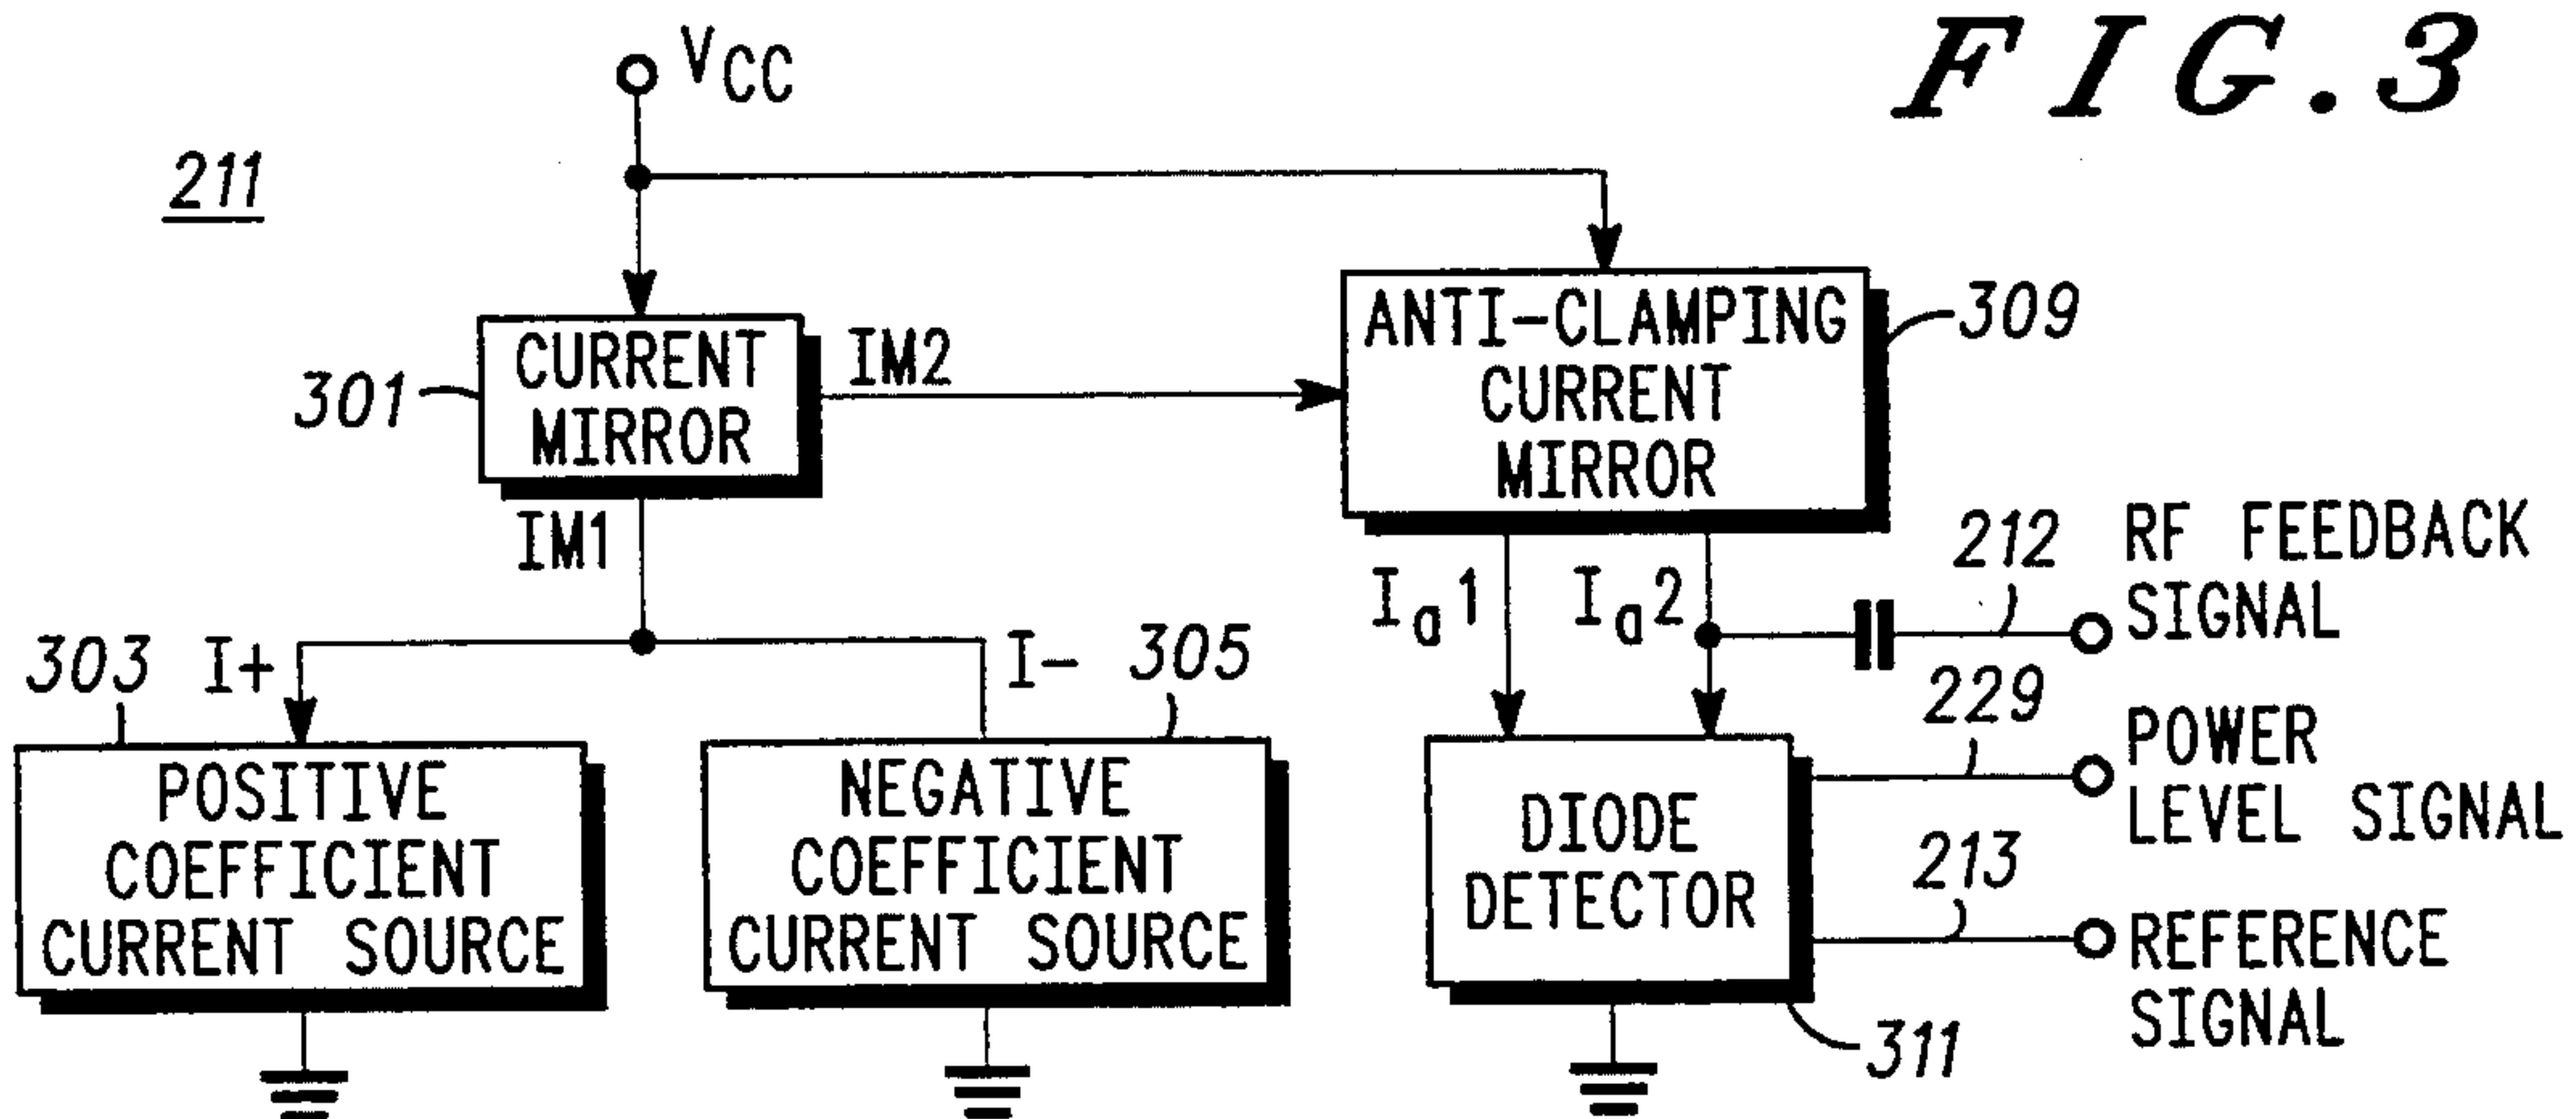 FIG.3
VCC
211
CURRENT
MIRROR
301
IM2
ANTI-CLAMPING
CURRENT
MIRROR
309
IM1
Ia1
Ia2
212
RF FEEDBACK
SIGNAL
303
I+
I-
305
229
POWER
LEVEL SIGNAL
POSITIVE
COEFFICIENT
CURRENT SOURCE
NEGATIVE
COEFFICIENT
CURRENT SOURCE
DIODE
DETECTOR
213
REFERENCE
SIGNAL
311